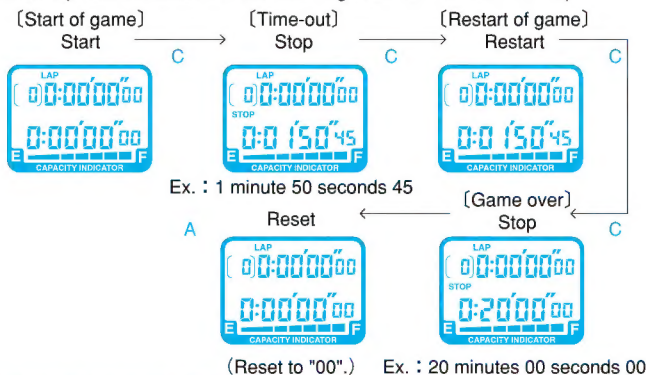 〔Start of game〕 〔Time-out〕 〔Restart of game〕
Start C Stop C Restart C
LAP LAP LAP
( 0)0:00'00"00 ( 0)0:00'00"00 ( 0)0:00'00"00
STOP
0:00'00"00 0:01'50"45 0:01'50"45
E F E F E F
CAPACITY INDICATOR CAPACITY INDICATOR CAPACITY INDICATOR
Ex. : 1 minute 50 seconds 45
〔Game over〕
A Reset Stop C
LAP LAP
( 0)0:00'00"00 ( 0)0:00'00"00
STOP
0:00'00"00 0:20'00"00
E F E F
CAPACITY INDICATOR CAPACITY INDICATOR
(Reset to "00".) Ex. : 20 minutes 00 seconds 00